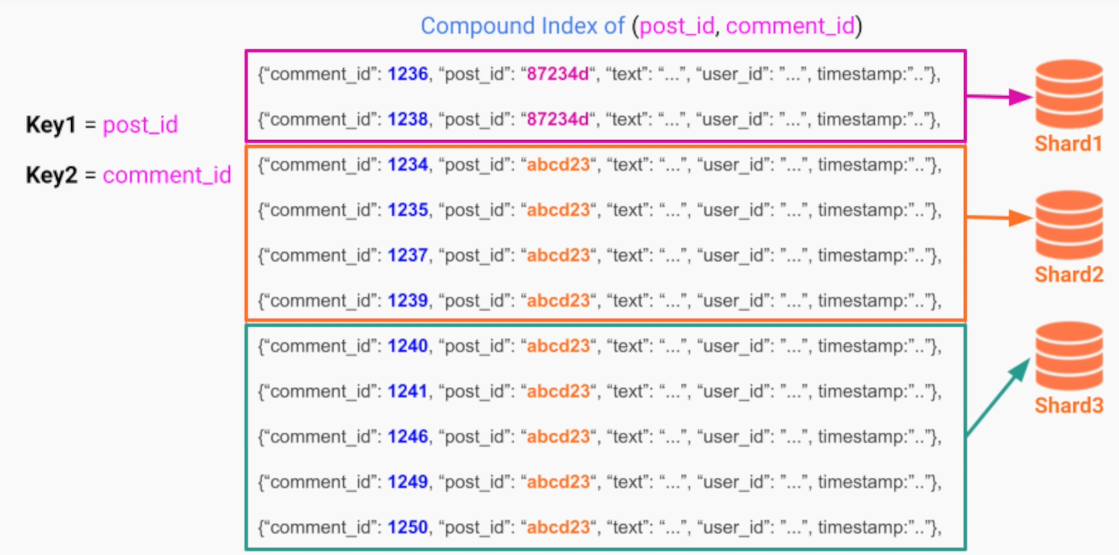 Compound Index of (post_id, comment_id)
Key1 = post_id
Key2 = comment_id
{“comment_id”: 1236, “post_id”: “87234d“, “text”: “...”, “user_id”: ”...”, timestamp:”..”},
{“comment_id”: 1238, “post_id”: “87234d“, “text”: “...”, “user_id”: ”...”, timestamp:”..”},
{“comment_id”: 1234, “post_id”: “abcd23“, “text”: “...”, “user_id”: ”...”, timestamp:”..”},
{“comment_id”: 1235, “post_id”: “abcd23“, “text”: “...”, “user_id”: ”...”, timestamp:”..”},
{“comment_id”: 1237, “post_id”: “abcd23“, “text”: “...”, “user_id”: ”...”, timestamp:”..”},
{“comment_id”: 1239, “post_id”: “abcd23“, “text”: “...”, “user_id”: ”...”, timestamp:”..”},
{“comment_id”: 1240, “post_id”: “abcd23“, “text”: “...”, “user_id”: ”...”, timestamp:”..”},
{“comment_id”: 1241, “post_id”: “abcd23“, “text”: “...”, “user_id”: ”...”, timestamp:”..”},
{“comment_id”: 1246, “post_id”: “abcd23“, “text”: “...”, “user_id”: ”...”, timestamp:”..”},
{“comment_id”: 1249, “post_id”: “abcd23“, “text”: “...”, “user_id”: ”...”, timestamp:”..”},
{“comment_id”: 1250, “post_id”: “abcd23“, “text”: “...”, “user_id”: ”...”, timestamp:”..”},
Shard1
Shard2
Shard3